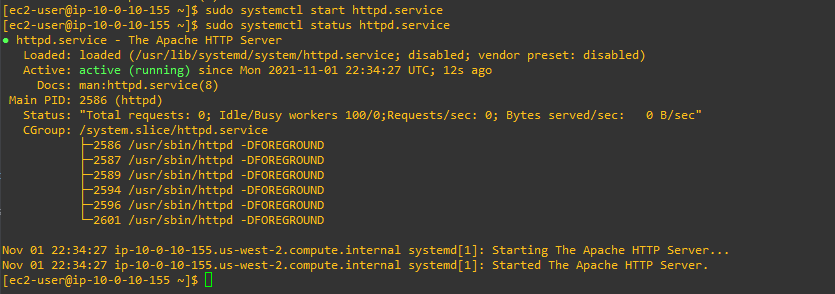 [ec2-user@ip-10-0-10-155 ~]$ sudo systemctl start httpd.service
[ec2-user@ip-10-0-10-155 ~]$ sudo systemctl status httpd.service
● httpd.service - The Apache HTTP Server
   Loaded: loaded (/usr/lib/systemd/system/httpd.service; disabled; vendor preset: disabled)
   Active: active (running) since Mon 2021-11-01 22:34:27 UTC; 12s ago
     Docs: man:httpd.service(8)
 Main PID: 2586 (httpd)
   Status: "Total requests: 0; Idle/Busy workers 100/0;Requests/sec: 0; Bytes served/sec:   0 B/sec"
   CGroup: /system.slice/httpd.service
           ├─2586 /usr/sbin/httpd -DFOREGROUND
           ├─2587 /usr/sbin/httpd -DFOREGROUND
           ├─2589 /usr/sbin/httpd -DFOREGROUND
           ├─2594 /usr/sbin/httpd -DFOREGROUND
           ├─2596 /usr/sbin/httpd -DFOREGROUND
           └─2601 /usr/sbin/httpd -DFOREGROUND
Nov 01 22:34:27 ip-10-0-10-155.us-west-2.compute.internal systemd[1]: Starting The Apache HTTP Server...
Nov 01 22:34:27 ip-10-0-10-155.us-west-2.compute.internal systemd[1]: Started The Apache HTTP Server.
[ec2-user@ip-10-0-10-155 ~]$